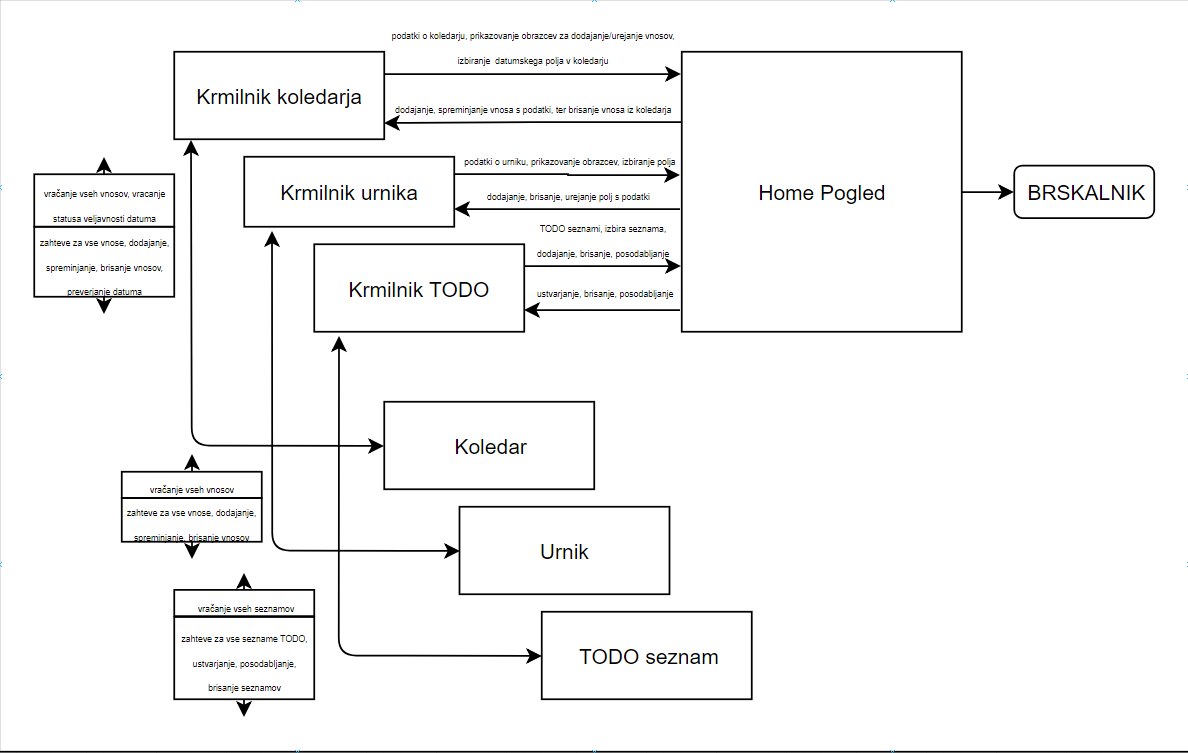 podatki o koledarju, prikazovanje obrazcev za dodajanje/urejanje vnosov,
izbiranje datumskega polja v koledarju
Krmilnik koledarja
dodajanje, spreminjanje vnosa s podatki, ter brisanje vnosa iz koledarja
podatki o urniku, prikazovanje obrazcev, izbiranje polja
Krmilnik urnika
dodajanje, brisanje, urejanje polj s podatki
Home Pogled
BRSKALNIK
vračanje vseh vnosov, vracanje
statusa veljavnosti datuma
zahteve za vse vnose, dodajanje,
spreminjanje, brisanje vnosov,
preverjanje datuma
TODO seznami, izbira seznama,
dodajanje, brisanje, posodabljanje
Krmilnik TODO
ustvarjanje, brisanje, posodabljanje
Koledar
vračanje vseh vnosov
zahteve za vse vnose, dodajanje,
spreminjanje, brisanje vnosov
Urnik
vračanje vseh seznamov
zahteve za vse sezname TODO,
ustvarjanje, posodabljanje,
brisanje seznamov
TODO seznam